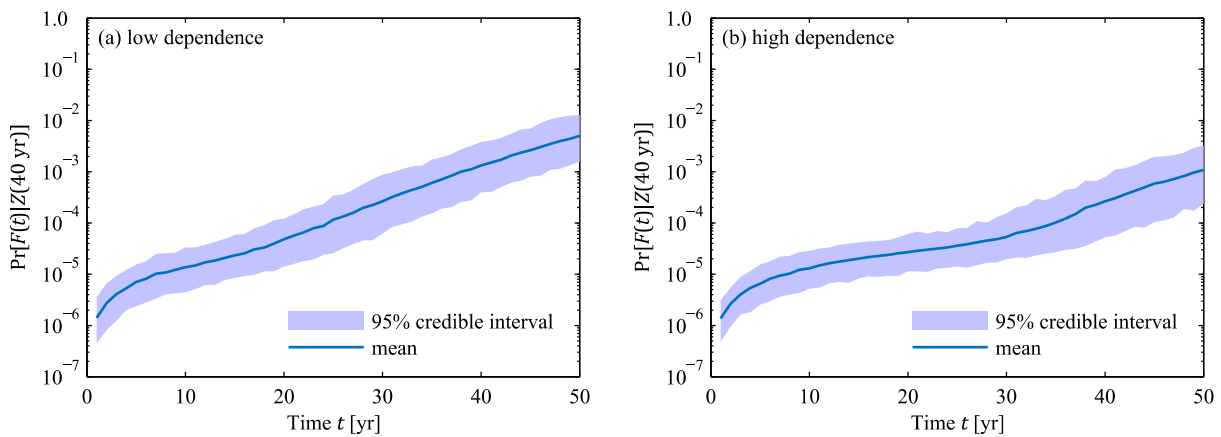 (a) low dependence
Pr[F(t)|Z(40 yr)]
1.0
10⁻¹
10⁻²
10⁻³
10⁻⁴
10⁻⁵
10⁻⁶
10⁻⁷
95% credible interval
mean
0 10 20 30 40 50
Time t [yr]
(b) high dependence
Pr[F(t)|Z(40 yr)]
1.0
10⁻¹
10⁻²
10⁻³
10⁻⁴
10⁻⁵
10⁻⁶
10⁻⁷
95% credible interval
mean
0 10 20 30 40 50
Time t [yr]